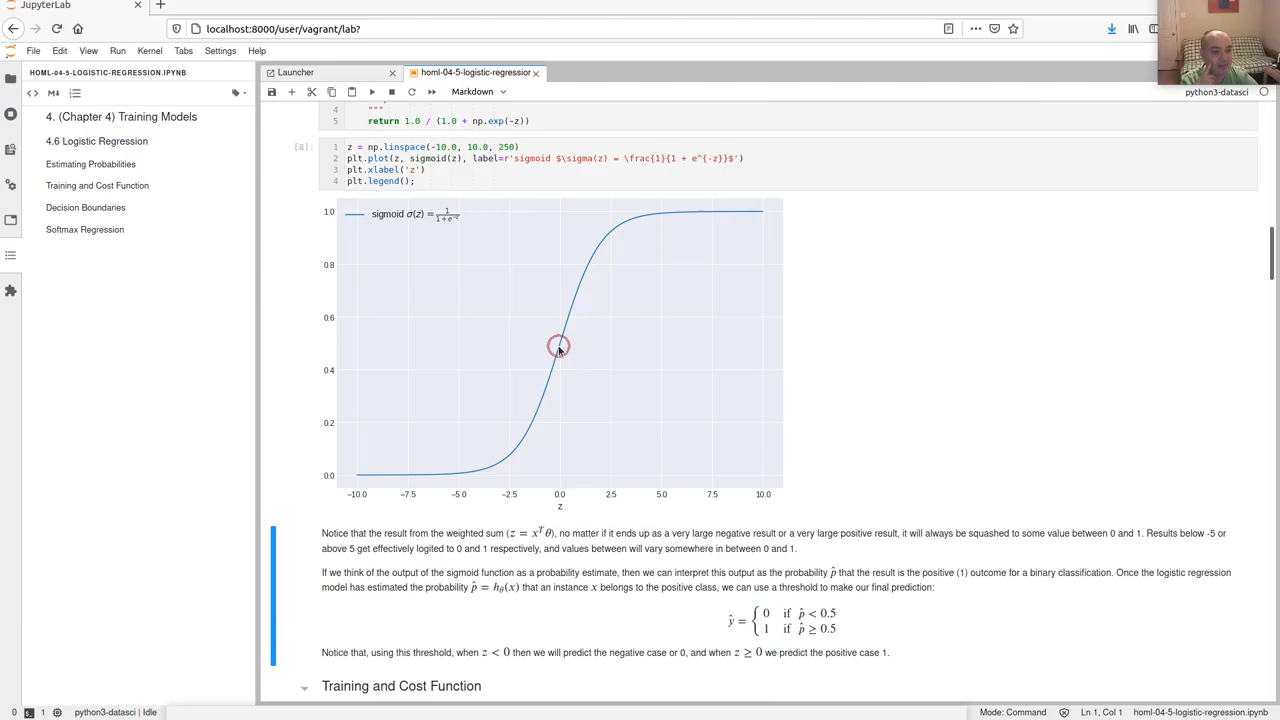 JupyterLab
localhost:8000/user/vagrant/lab?
File Edit View Run Kernel Tabs Settings Help
HOML-04-5-LOGISTIC-REGRESSION.IPYNB
4. (Chapter 4) Training Models
4.6 Logistic Regression
Estimating Probabilities
Training and Cost Function
Decision Boundaries
Softmax Regression
Launcher
homl-04-5-logistic-regression
Markdown
python3-datasci
4 """
5 return 1.0 / (1.0 + np.exp(-z))
[8]:
1 z = np.linspace(-10.0, 10.0, 250)
2 plt.plot(z, sigmoid(z), label=r'sigmoid $\sigma(z) = \frac{1}{1 + e^{-z}}$')
3 plt.xlabel('z')
4 plt.legend();
sigmoid σ(z) = 1/(1+e^{-z})
1.0
0.8
0.6
0.4
0.2
0.0
-10.0 -7.5 -5.0 -2.5 0.0 2.5 5.0 7.5 10.0
z
Notice that the result from the weighted sum (z = x^T θ), no matter if it ends up as a very large negative result or a very large positive result, it will always be squashed to some value between 0 and 1. Results below -5 or
above 5 get effectively logited to 0 and 1 respectively, and values between will vary somewhere in between 0 and 1.
If we think of the output of the sigmoid function as a probability estimate, then we can interpret this output as the probability p̂ that the result is the positive (1) outcome for a binary classification. Once the logistic regression
model has estimated the probability p̂ = h_θ(x) that an instance x belongs to the positive class, we can use a threshold to make our final prediction:
ŷ = { 0 if p̂ < 0.5
1 if p̂ ≥ 0.5
Notice that, using this threshold, when z < 0 then we will predict the negative case or 0, and when z ≥ 0 we predict the positive case 1.
Training and Cost Function
0 1 python3-datasci | Idle
Mode: Command Ln 1, Col 1 homl-04-5-logistic-regression.ipynb